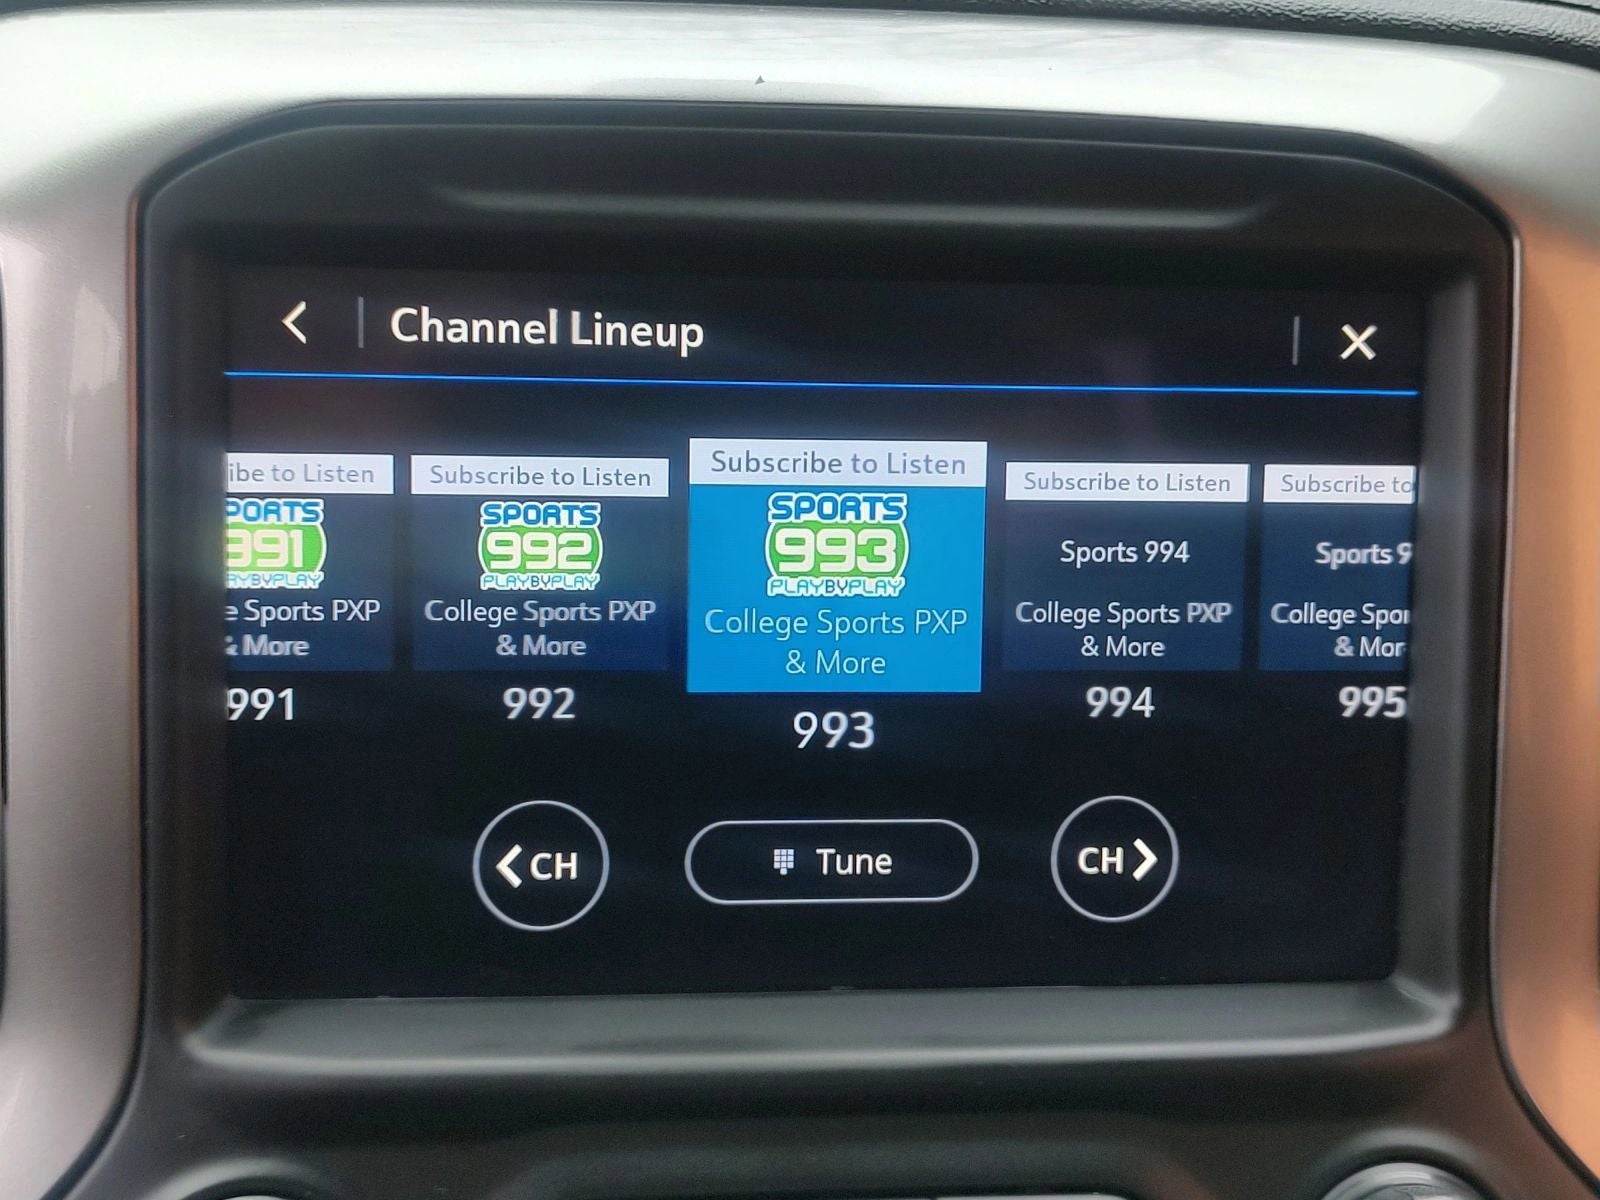 Channel Lineup
ibe to Listen
PORTS
991
AYBYPLAY
e Sports PXP
& More
991
Subscribe to Listen
SPORTS
992
PLAYBYPLAY
College Sports PXP
& More
992
Subscribe to Listen
SPORTS
993
PLAYBYPLAY
College Sports PXP
& More
993
Subscribe to Listen
Sports 994
College Sports PXP
& More
994
Subscribe to
Sports 9
College Spor
& Mor
995
CH
Tune
CH